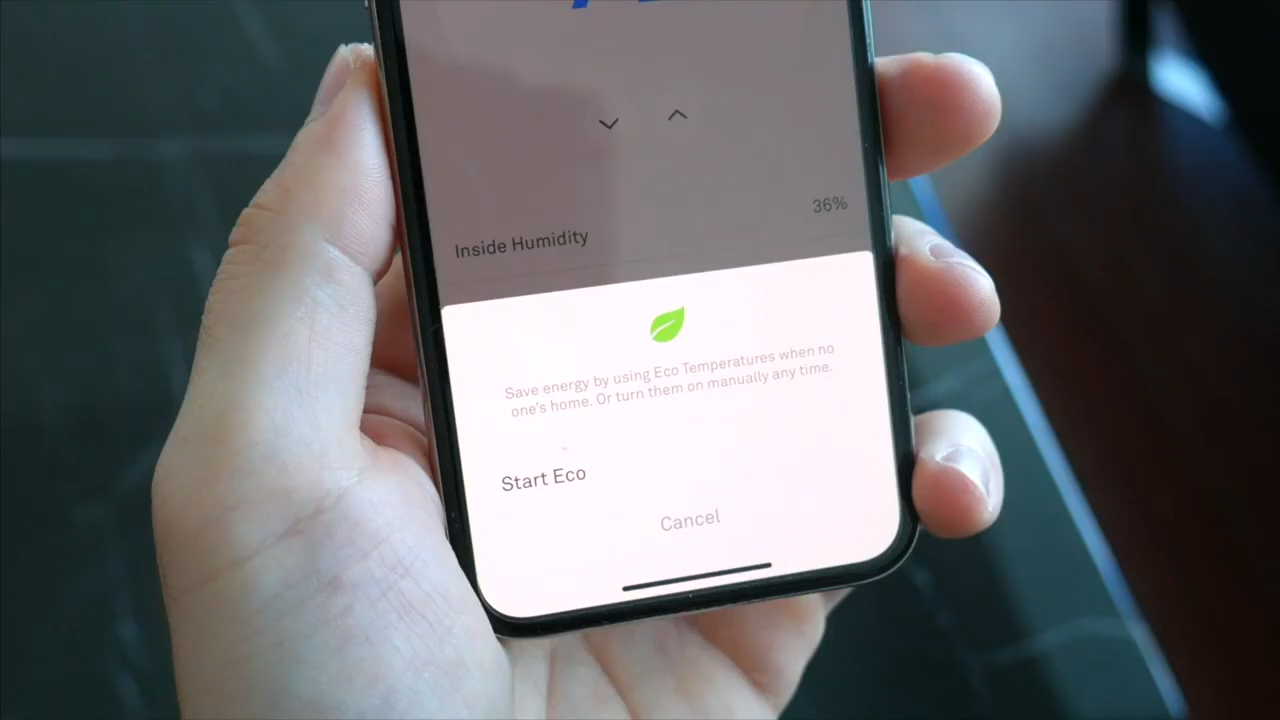 36%
Inside Humidity
Save energy by using Eco Temperatures when no
one's home. Or turn them on manually any time.
Start Eco
Cancel